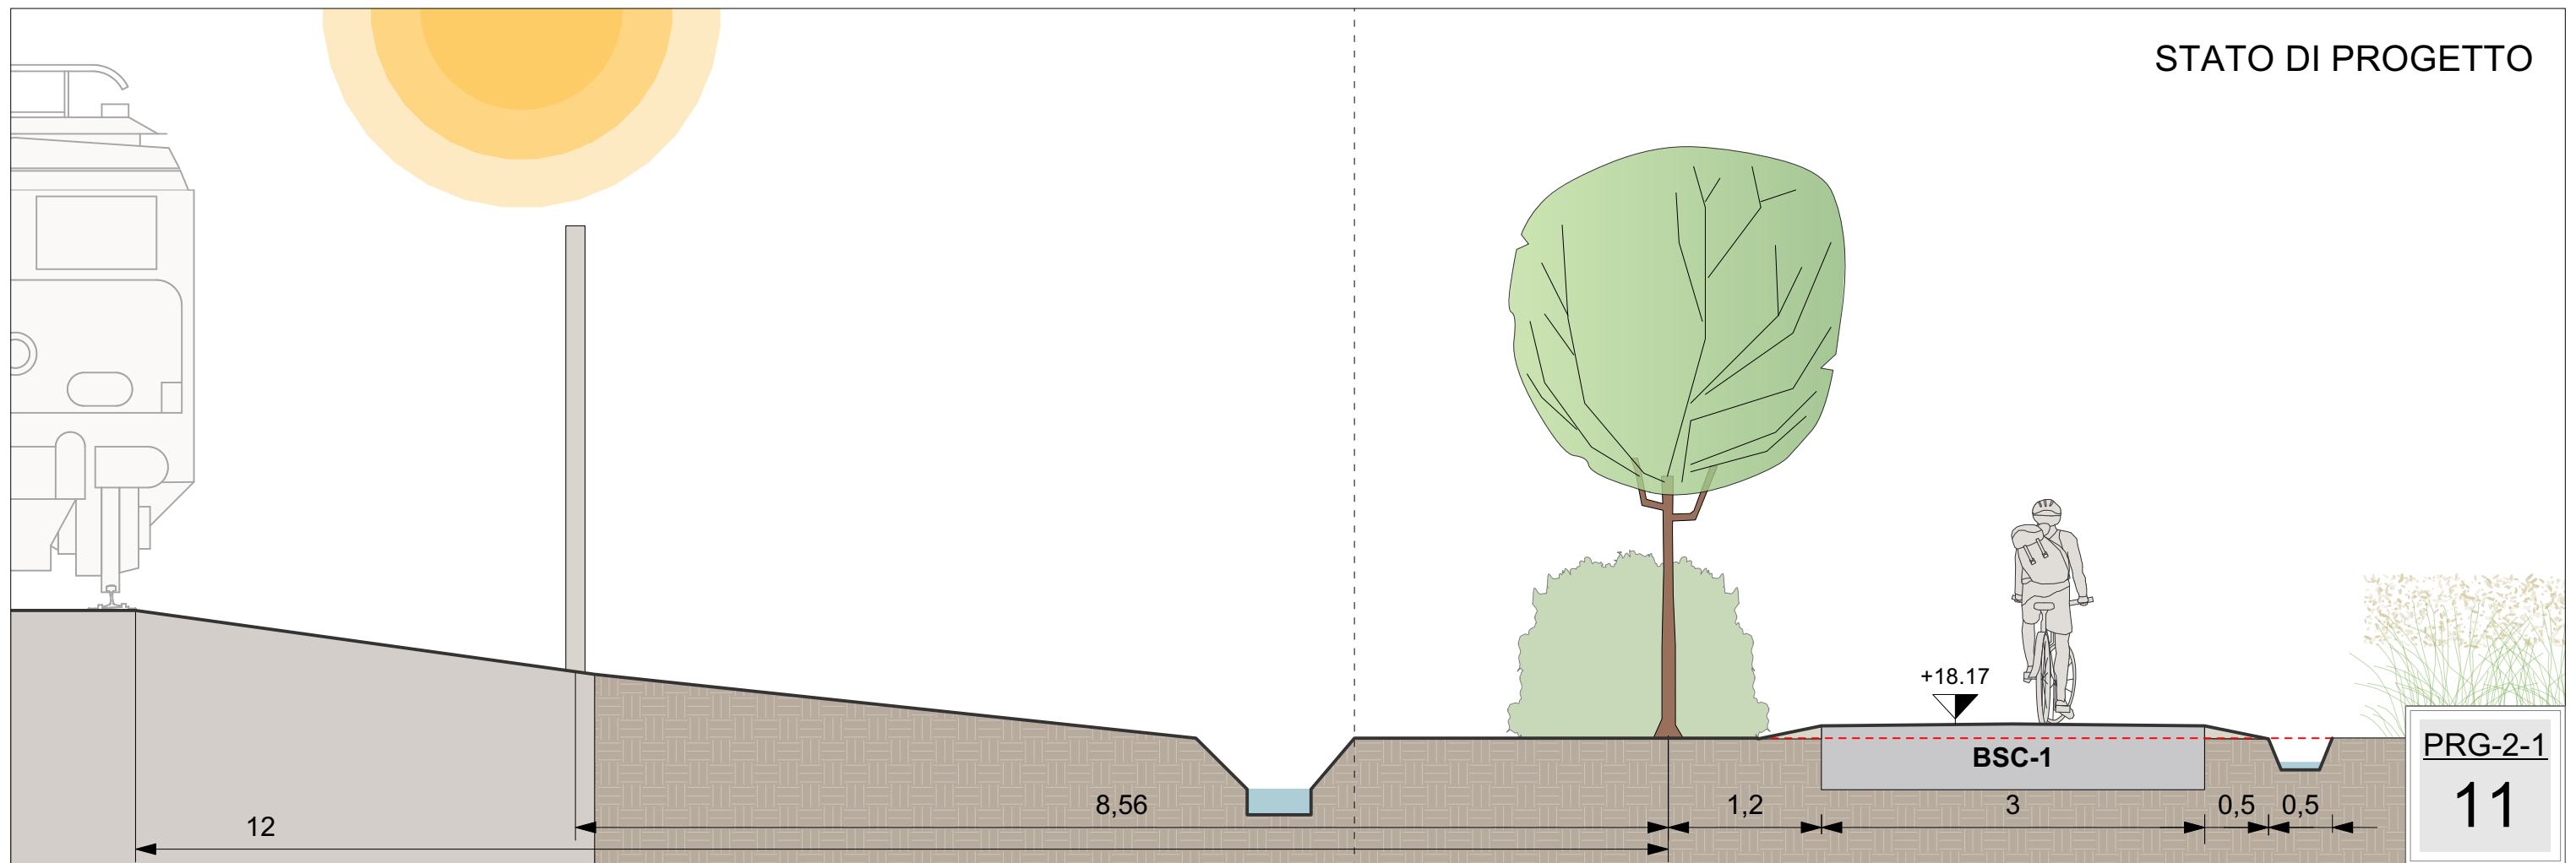 STATO DI PROGETTO
+18.17
BSC-1
PRG-2-1
11
8,56
1,2
3
0,5
0,5
12